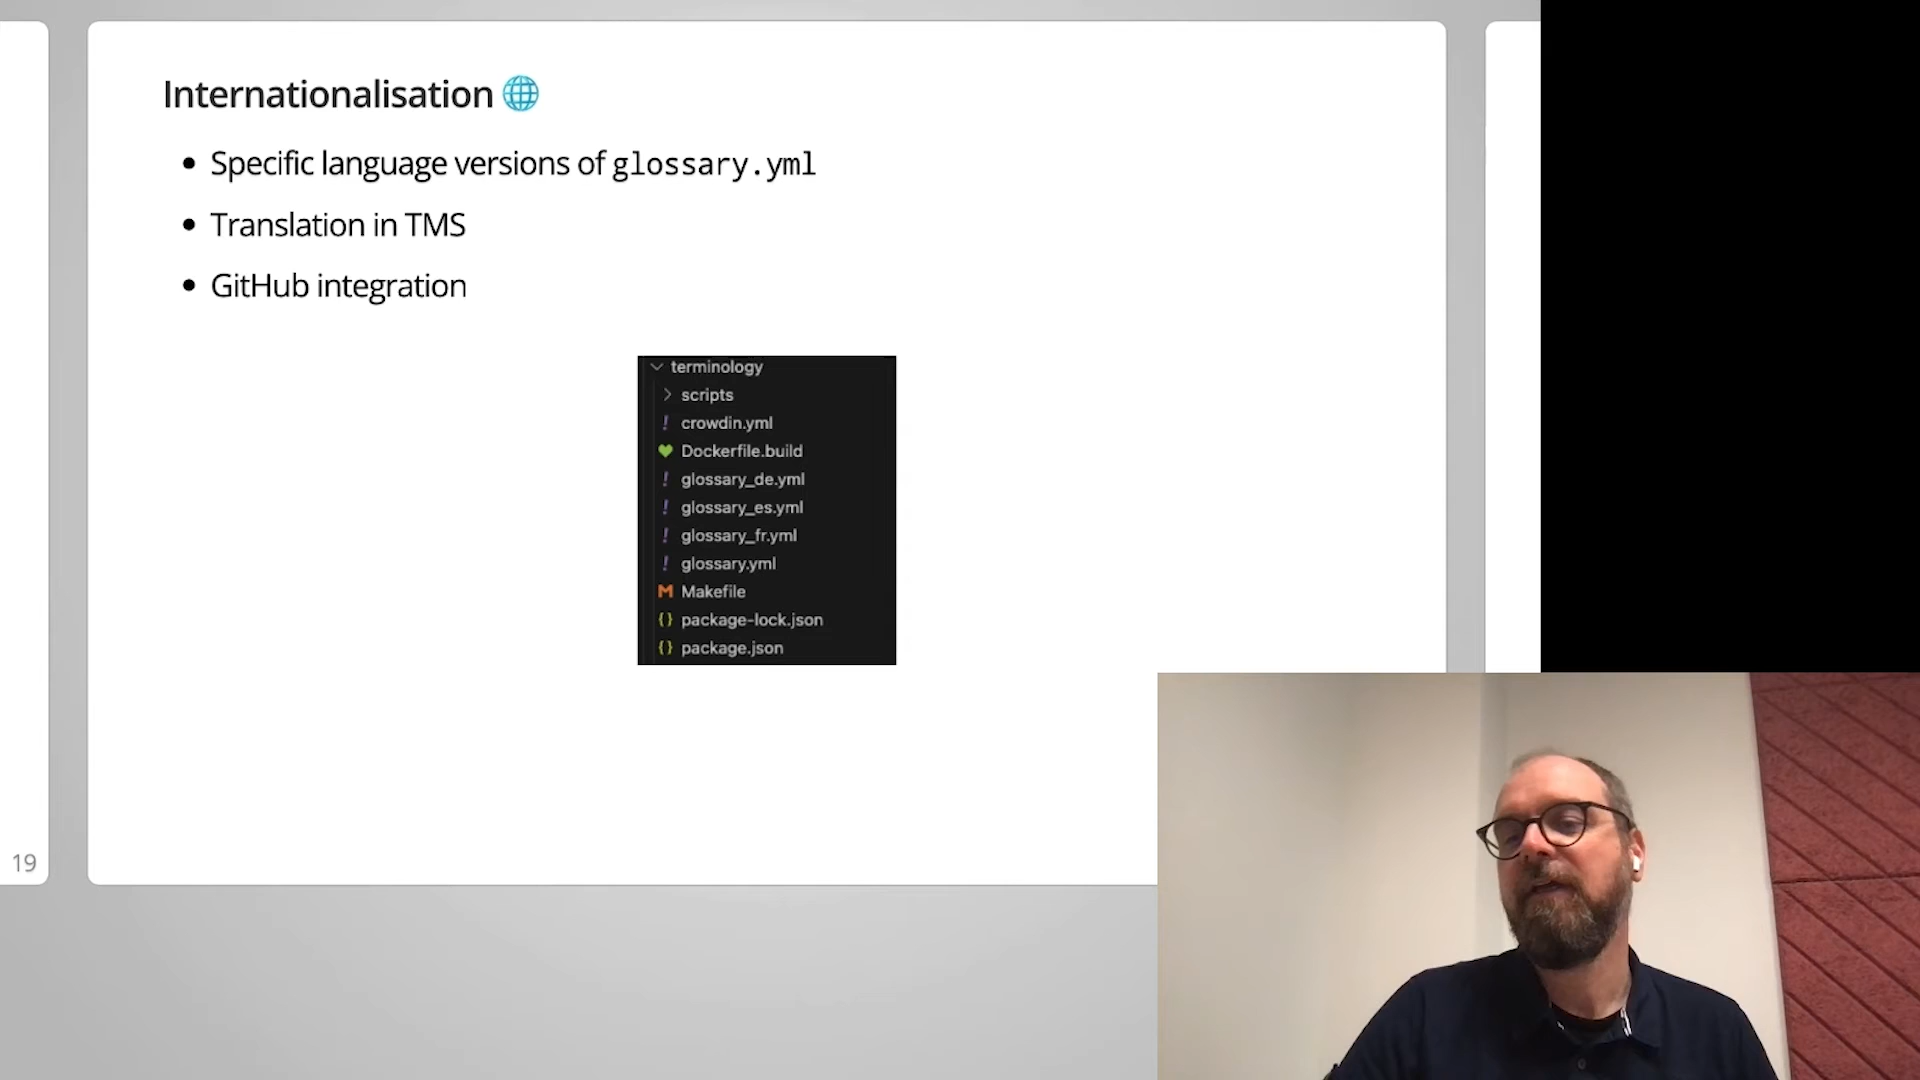 Internationalisation
Specific language versions of glossary.yml
Translation in TMS
GitHub integration
terminology
scripts
crowdin.yml
Dockerfile.build
glossary_de.yml
glossary_es.yml
glossary_fr.yml
glossary.yml
Makefile
package-lock.json
package.json
19